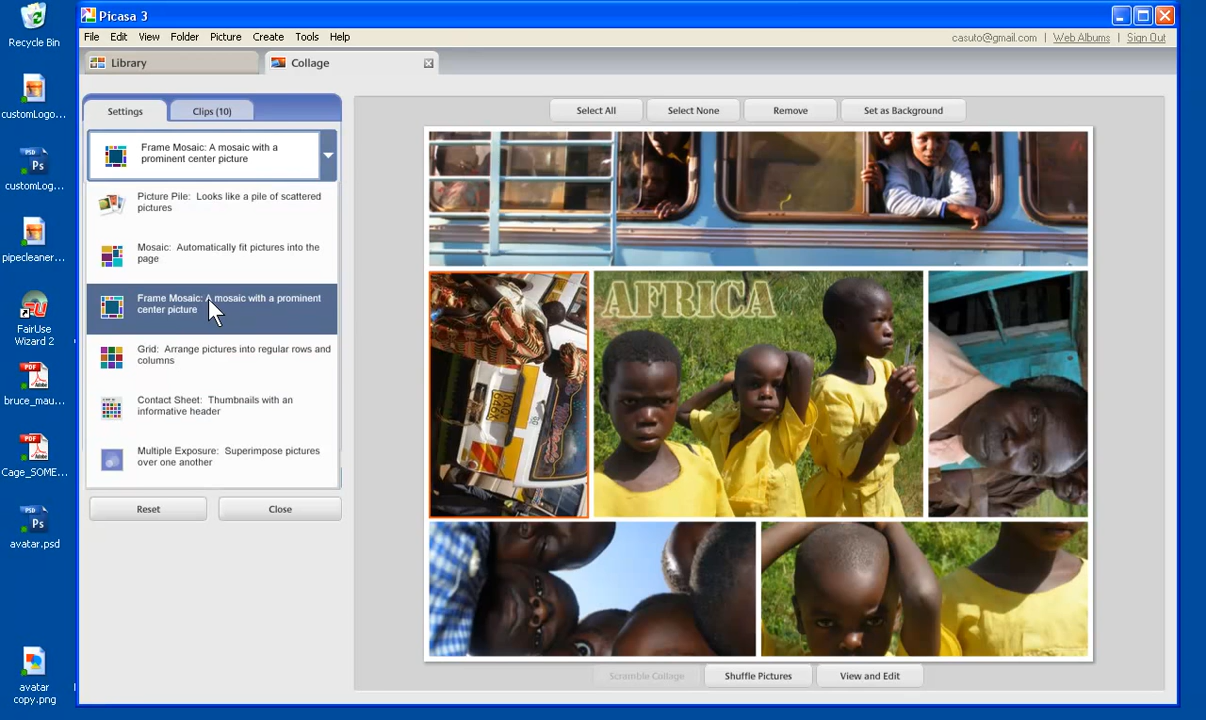 Recycle Bin
customLogo...
customLog...
pipecleaner...
FairUse
Wizard 2
bruce_mau...
Cage_SOME...
avatar.psd
avatar
copy.png
Picasa 3
File Edit View Folder Picture Create Tools Help
casuto@gmail.com | Web Albums | Sign Out
Library
Collage
Settings
Clips (10)
Frame Mosaic: A mosaic with a
prominent center picture
Picture Pile: Looks like a pile of scattered
pictures
Mosaic: Automatically fit pictures into the
page
Frame Mosaic: A mosaic with a prominent
center picture
Grid: Arrange pictures into regular rows and
columns
Contact Sheet: Thumbnails with an
informative header
Multiple Exposure: Superimpose pictures
over one another
Reset
Close
Select All
Select None
Remove
Set as Background
AFRICA
Scramble Collage
Shuffle Pictures
View and Edit